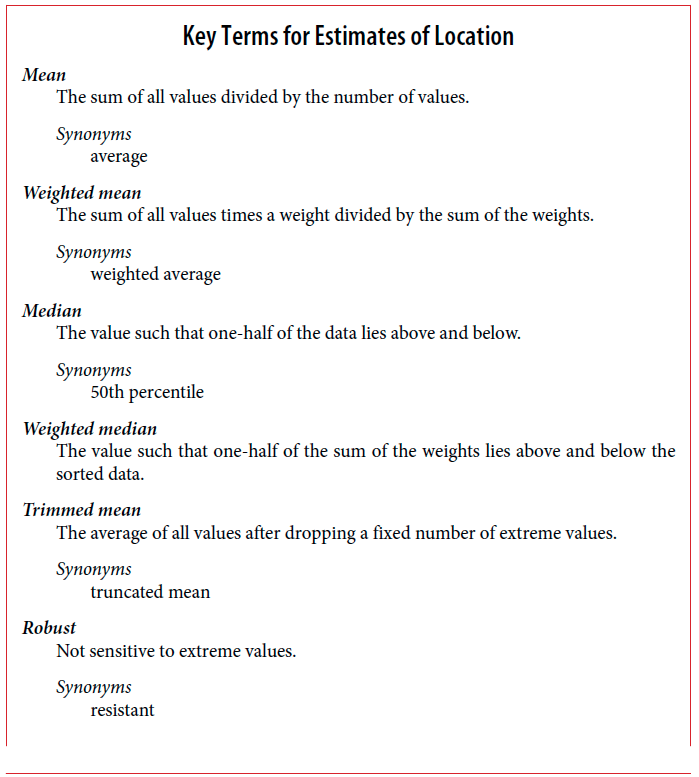 Key Terms for Estimates of Location
Mean
The sum of all values divided by the number of values.
Synonyms
average
Weighted mean
The sum of all values times a weight divided by the sum of the weights.
Synonyms
weighted average
Median
The value such that one-half of the data lies above and below.
Synonyms
50th percentile
Weighted median
The value such that one-half of the sum of the weights lies above and below the
sorted data.
Trimmed mean
The average of all values after dropping a fixed number of extreme values.
Synonyms
truncated mean
Robust
Not sensitive to extreme values.
Synonyms
resistant